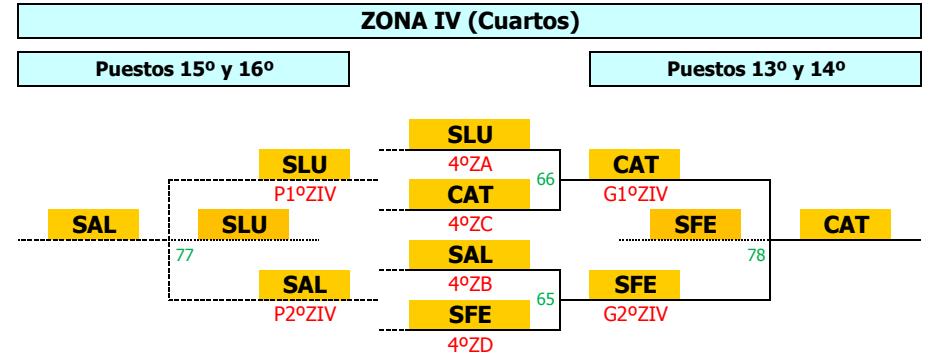 ZONA IV (Cuartos)
Puestos 15º y 16º
Puestos 13º y 14º
SLU
4ºZA
66
SLU
P1ºZIV
CAT
G1ºZIV
CAT
4ºZC
SAL
SLU
77
SFE
78
CAT
SAL
4ºZB
65
SAL
P2ºZIV
SFE
G2ºZIV
SFE
4ºZD